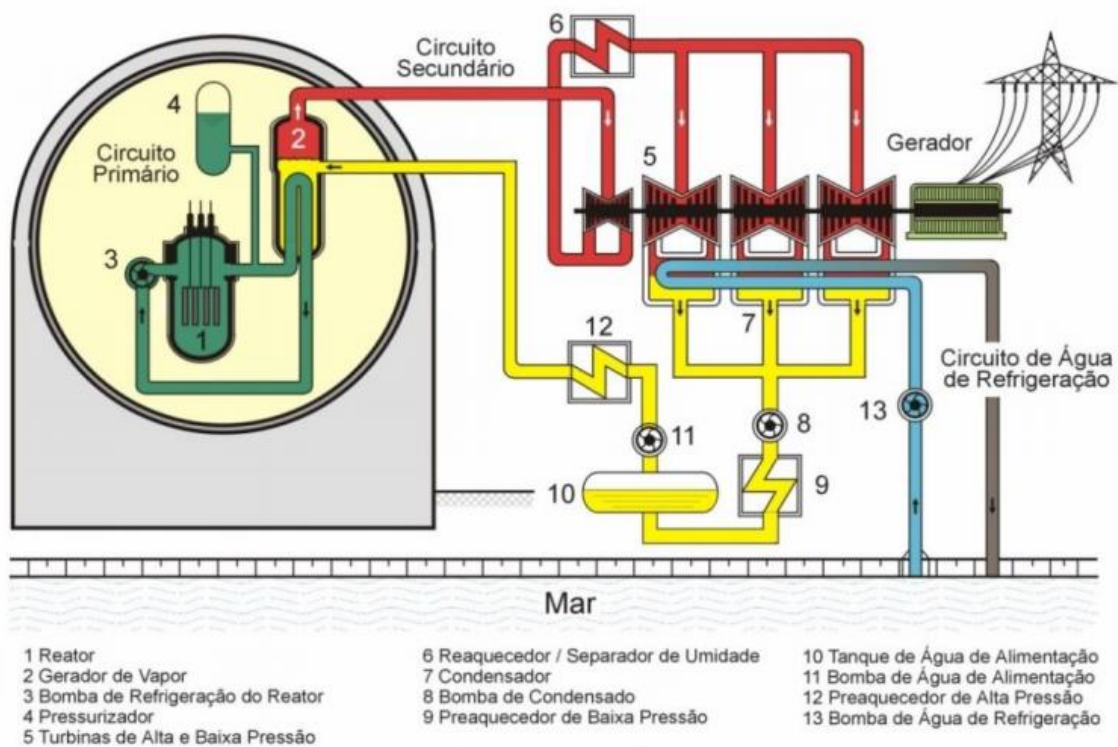 6
Circuito
Secundário
4
2
5
Gerador
Circuito
Primário
3
1
12
7
Circuito de Água
de Refrigeração
11
8
13
10
9
Mar
1 Reator
2 Gerador de Vapor
3 Bomba de Refrigeração do Reator
4 Pressurizador
5 Turbinas de Alta e Baixa Pressão
6 Reaquecedor / Separador de Umidade
7 Condensador
8 Bomba de Condensado
9 Preaquecedor de Baixa Pressão
10 Tanque de Água de Alimentação
11 Bomba de Água de Alimentação
12 Preaquecedor de Alta Pressão
13 Bomba de Água de Refrigeração